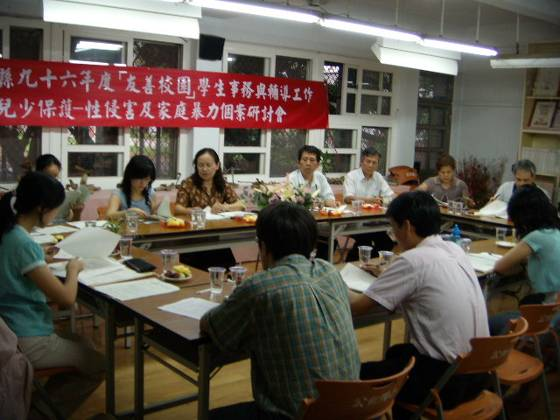 縣九十六年度「友善校園」學生事務與輔導工作
兒少保護-性侵害及家庭暴力個案研討會